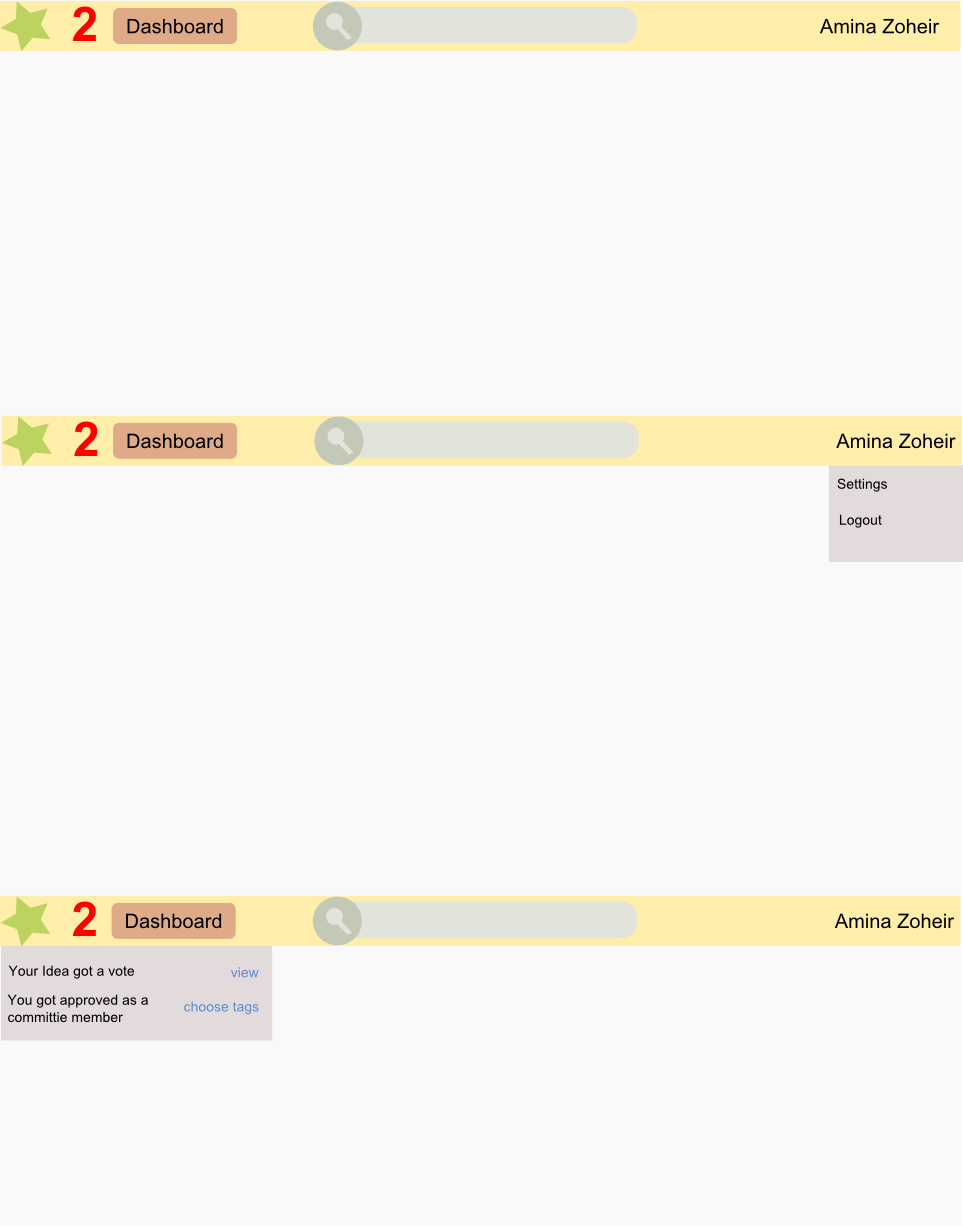 2 Dashboard Amina Zoheir
2 Dashboard Amina Zoheir
Settings
Logout
2 Dashboard Amina Zoheir
Your Idea got a vote view
You got approved as a
committie member
choose tags